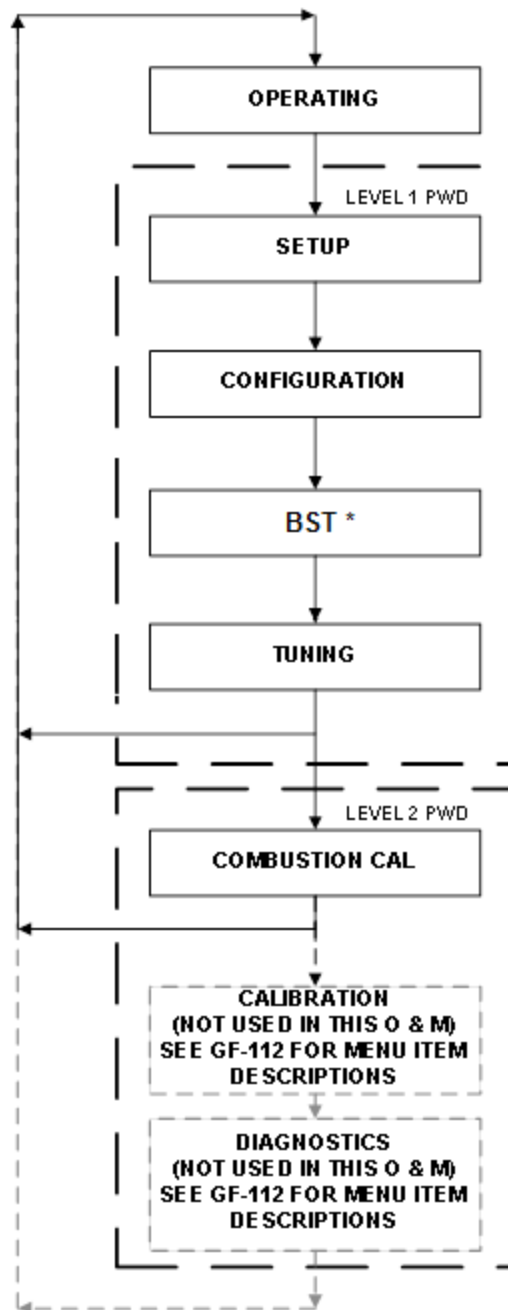 OPERATING
LEVEL 1 PWD
SETUP
CONFIGURATION
BST *
TUNING
LEVEL 2 PWD
COMBUSTION CAL
CALIBRATION
(NOT USED IN THIS O & M)
SEE GF-112 FOR MENU ITEM
DESCRIPTIONS
DIAGNOSTICS
(NOT USED IN THIS O & M)
SEE GF-112 FOR MENU ITEM
DESCRIPTIONS